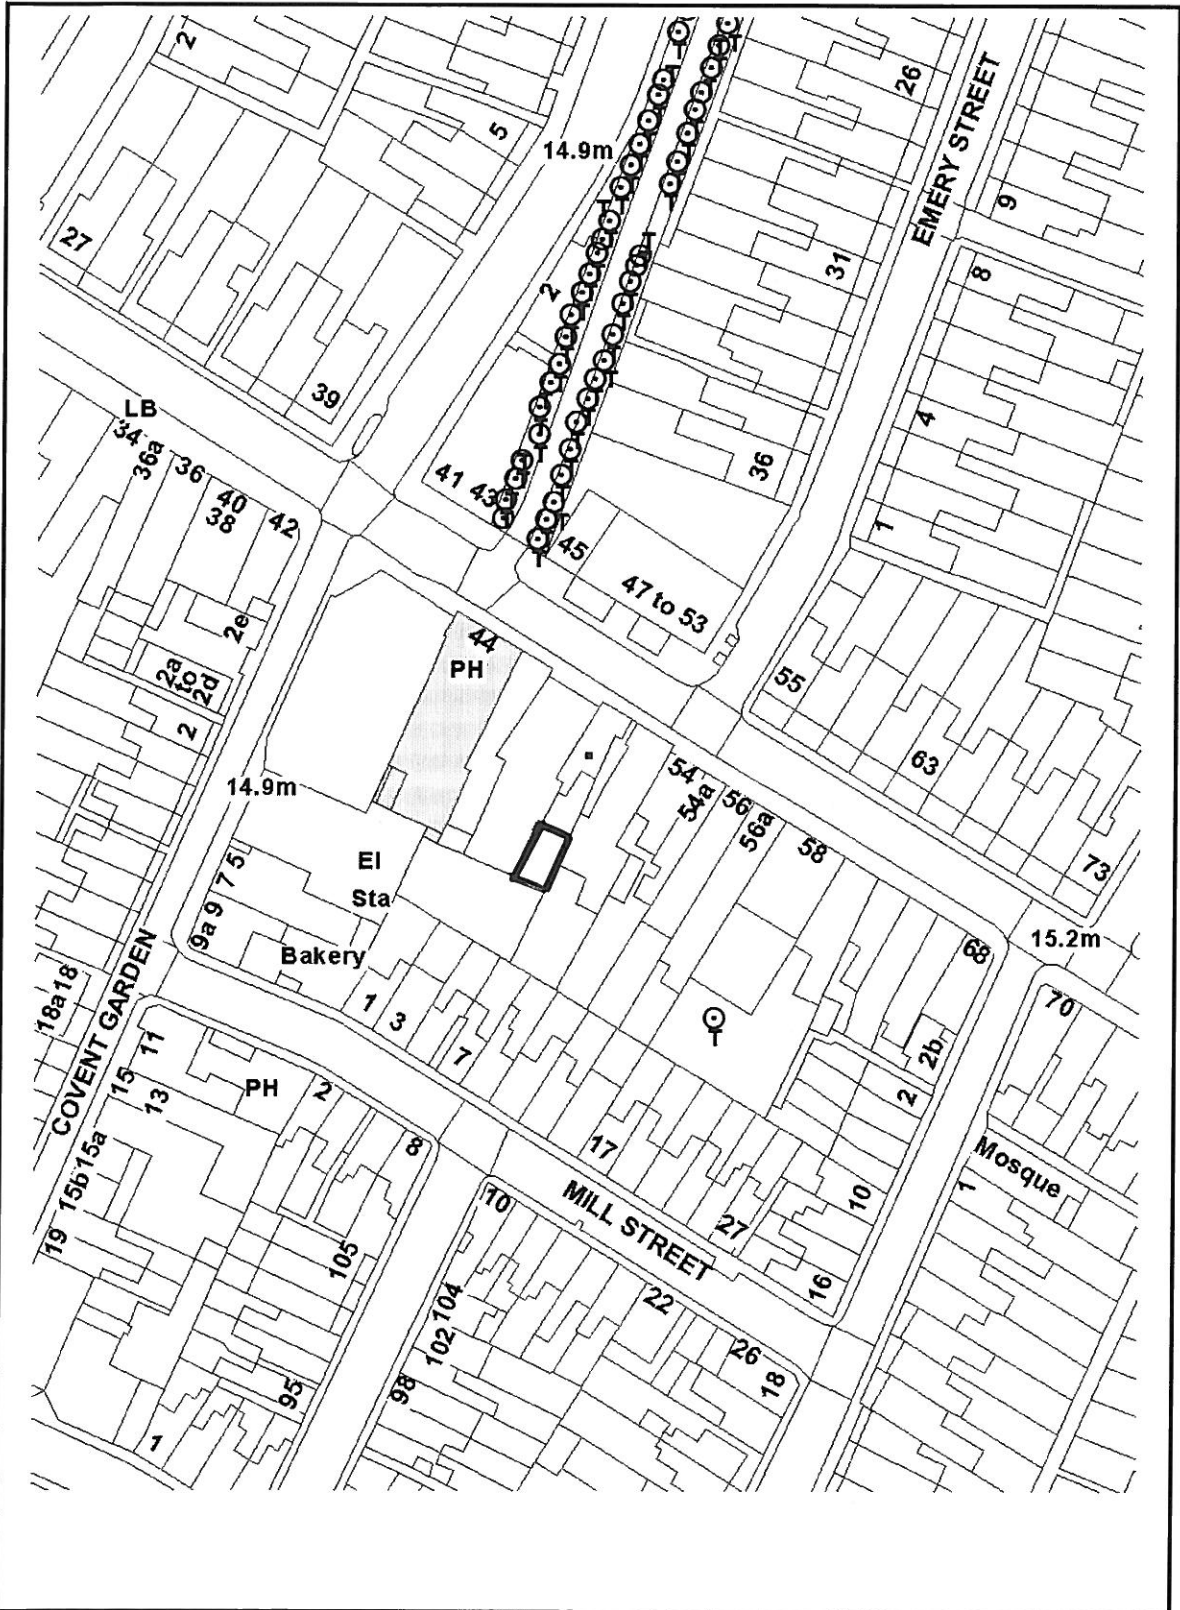 2
26
EMERY STREET
5
14.9m
9
27
31
8
2
39
4
LB
34
36a
36
40
38
42
41
43
36
1
45
47 to 53
2e
44
PH
2a
to
2d
55
2
63
14.9m
54
54a
56
56a
58
73
El
Sta
5
7
9
9a
15.2m
68
Bakery
COVENT GARDEN
18a
18
1
3
7
70
2b
2
11
15
13
PH
2
8
17
Mosque
15b
15a
10
MILL STREET
27
10
1
19
105
16
104
102
22
26
18
95
98
1
T